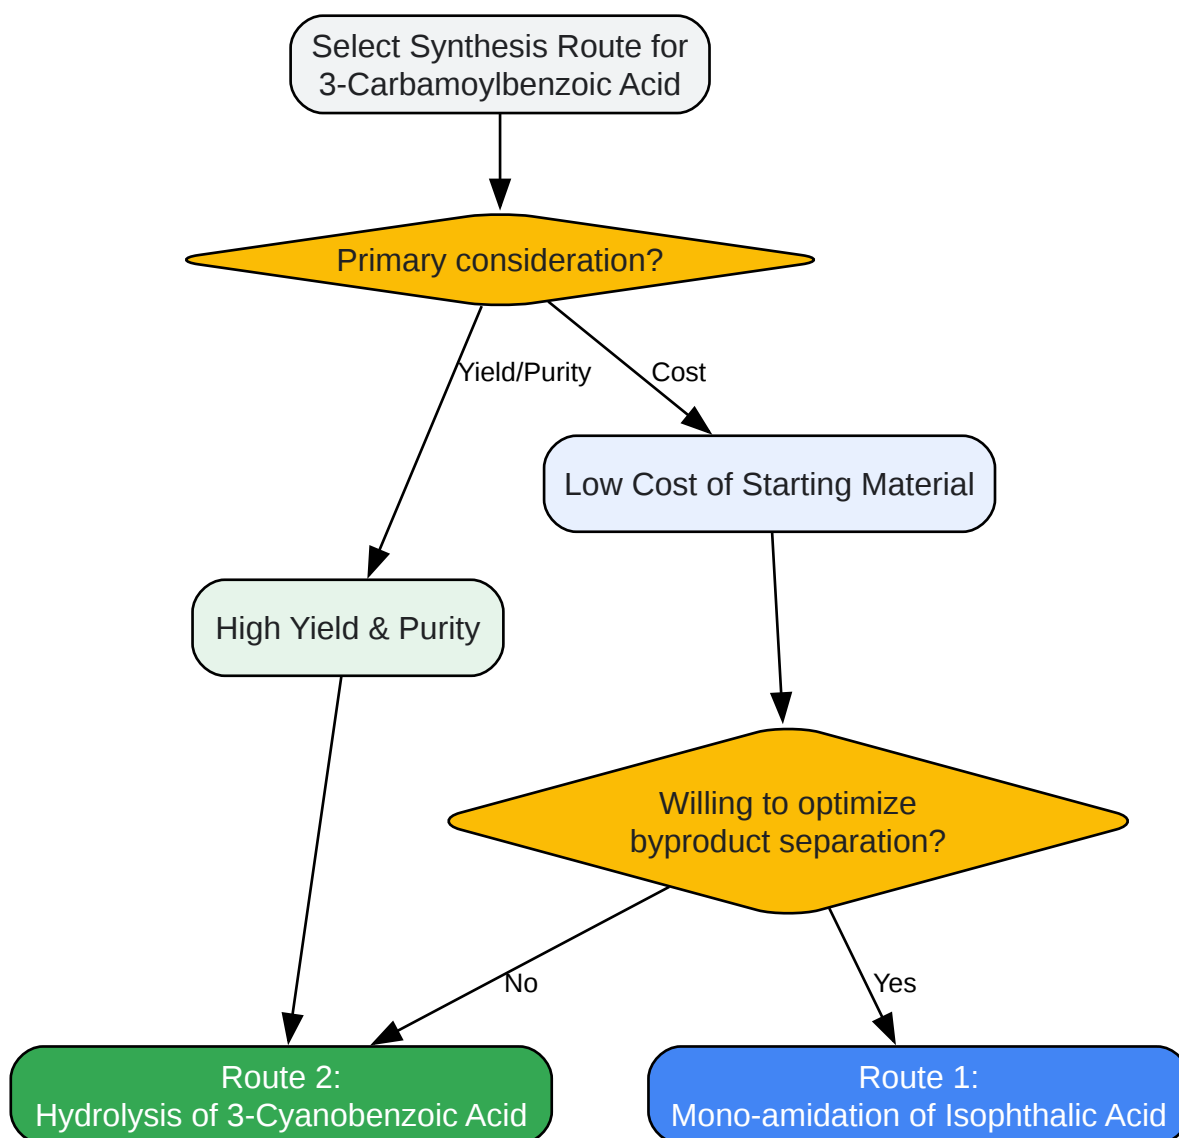 Select Synthesis Route for
3-Carbamoylbenzoic Acid
Primary consideration?
Yield/Purity
Cost
Low Cost of Starting Material
High Yield & Purity
Willing to optimize
byproduct separation?
No
Yes
Route 2:
Hydrolysis of 3-Cyanobenzoic Acid
Route 1:
Mono-amidation of Isophthalic Acid